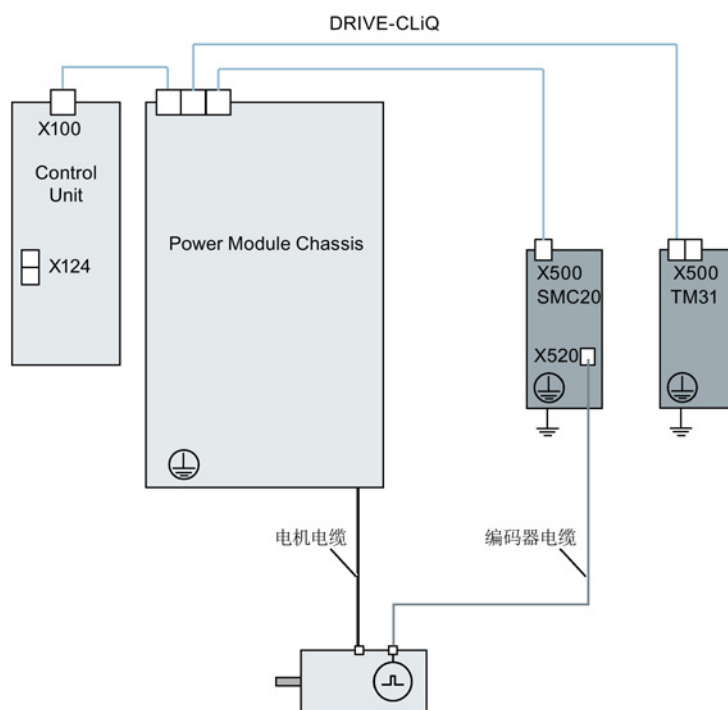 DRIVE-CLiQ
X100
Control
Unit
X124
Power Module Chassis
X500
SMC20
X520
X500
TM31
电机电缆
编码器电缆